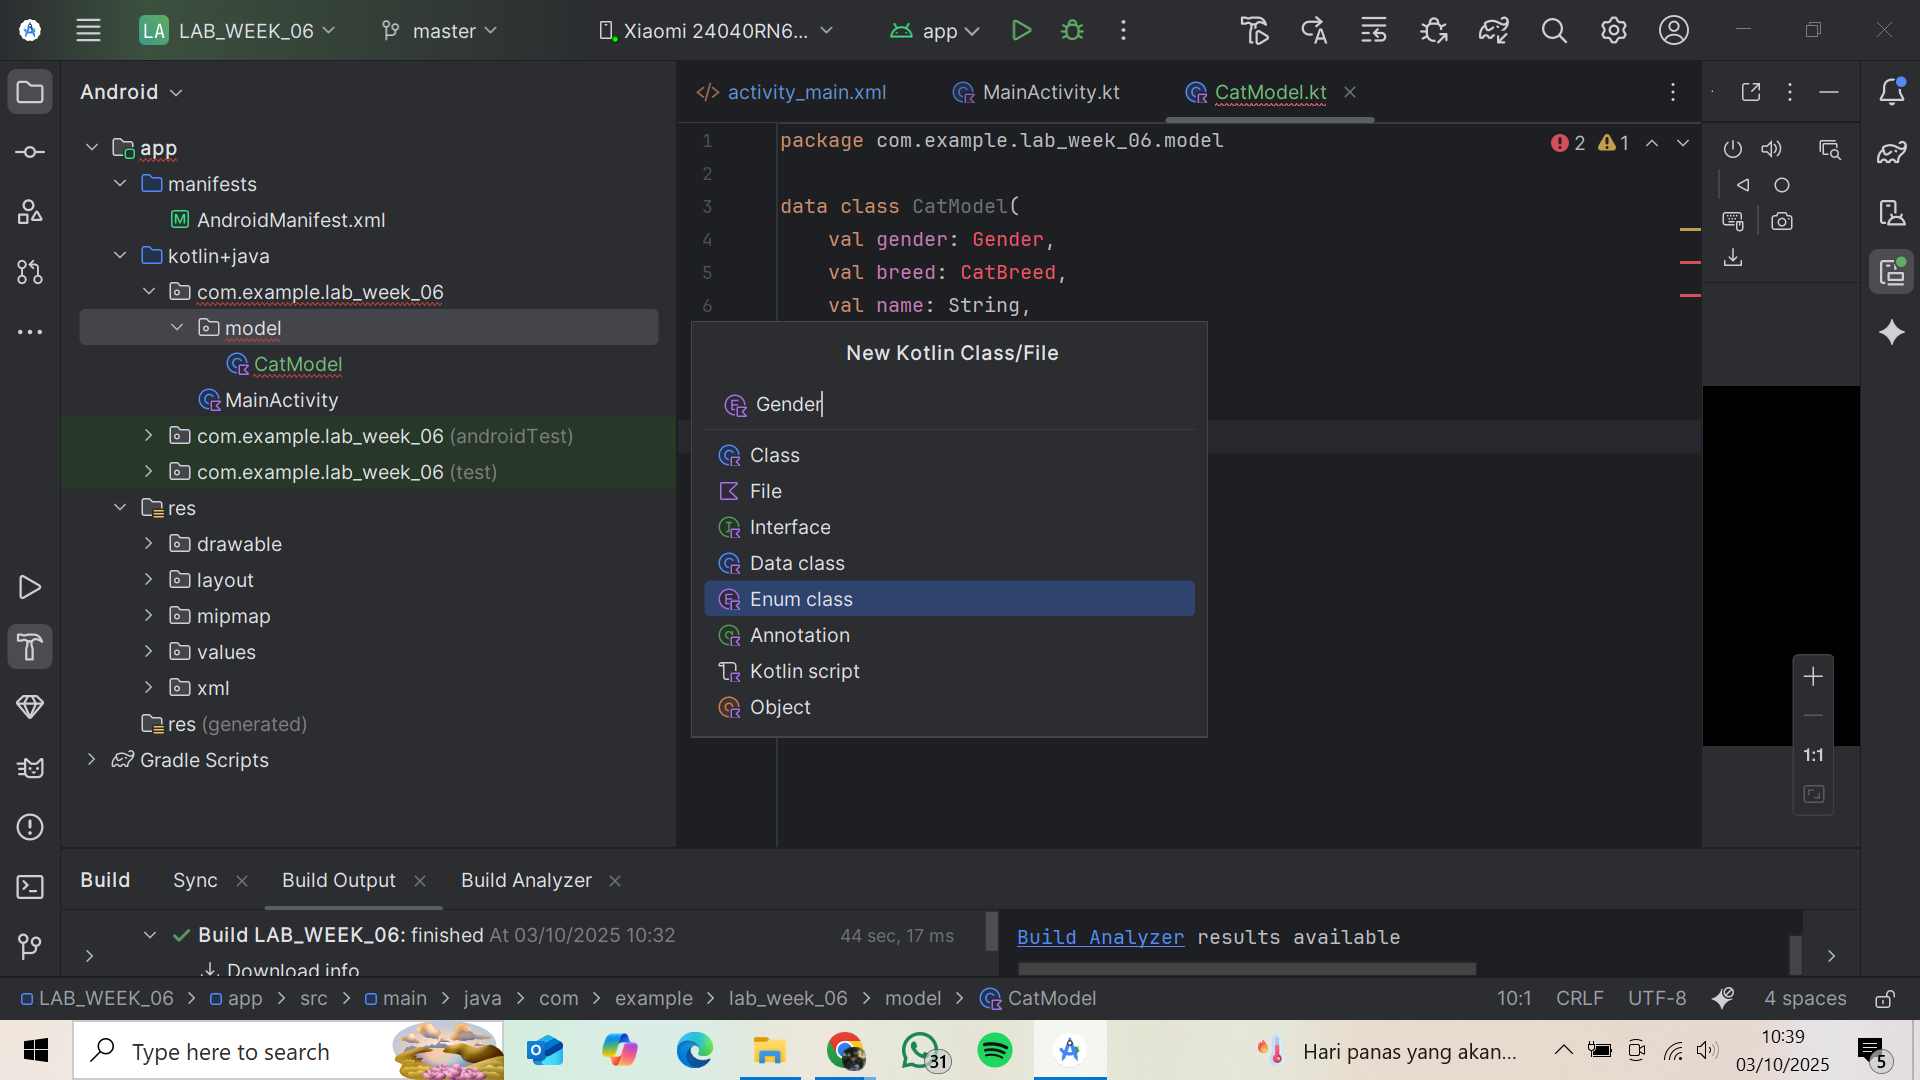 LA LAB_WEEK_06 master Xiaomi 24040RN6... app
Android
activity_main.xml MainActivity.kt CatModel.kt
app
manifests
M AndroidManifest.xml
kotlin+java
com.example.lab_week_06
model
CatModel
MainActivity
com.example.lab_week_06 (androidTest)
com.example.lab_week_06 (test)
res
drawable
layout
mipmap
values
xml
res (generated)
Gradle Scripts
1 package com.example.lab_week_06.model
2 1
2
3 data class CatModel(
4 val gender: Gender,
5 val breed: CatBreed,
6 val name: String,
New Kotlin Class/File
Gender
Class
File
Interface
Data class
Enum class
Annotation
Kotlin script
Object
1:1
Build Sync Build Output Build Analyzer
Build LAB_WEEK_06: finished At 03/10/2025 10:32 44 sec, 17 ms
Download info
Build Analyzer results available
LAB_WEEK_06 > app > src > main > java > com > example > lab_week_06 > model > CatModel
10:1 CRLF UTF-8 4 spaces
Type here to search
31
Hari panas yang akan...
10:39
03/10/2025
5